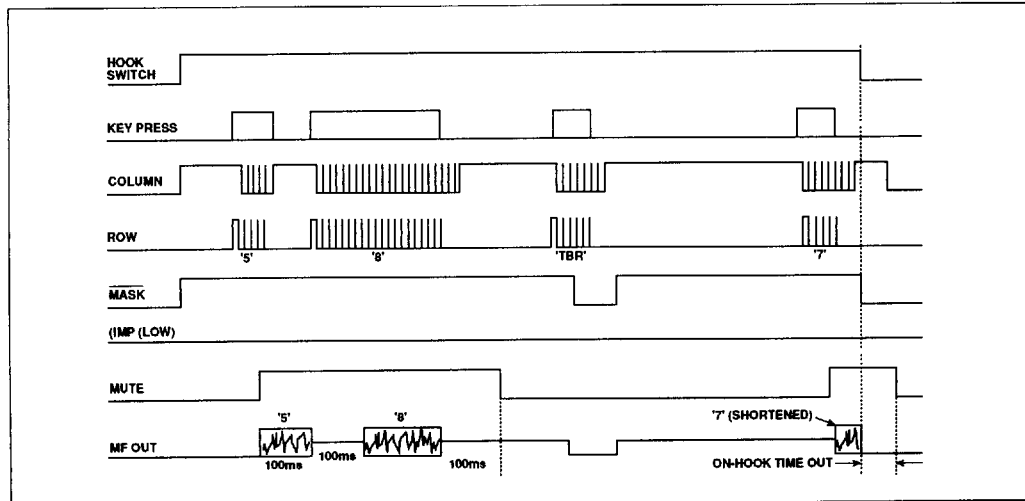 HOOK
SWITCH
KEY PRESS
COLUMN
ROW
'5' '8' 'TBR' '7'
MASK
(IMP (LOW)
MUTE
'5' '8' '7' (SHORTENED)
MF OUT
100ms 100ms 100ms
ON-HOOK TIME OUT